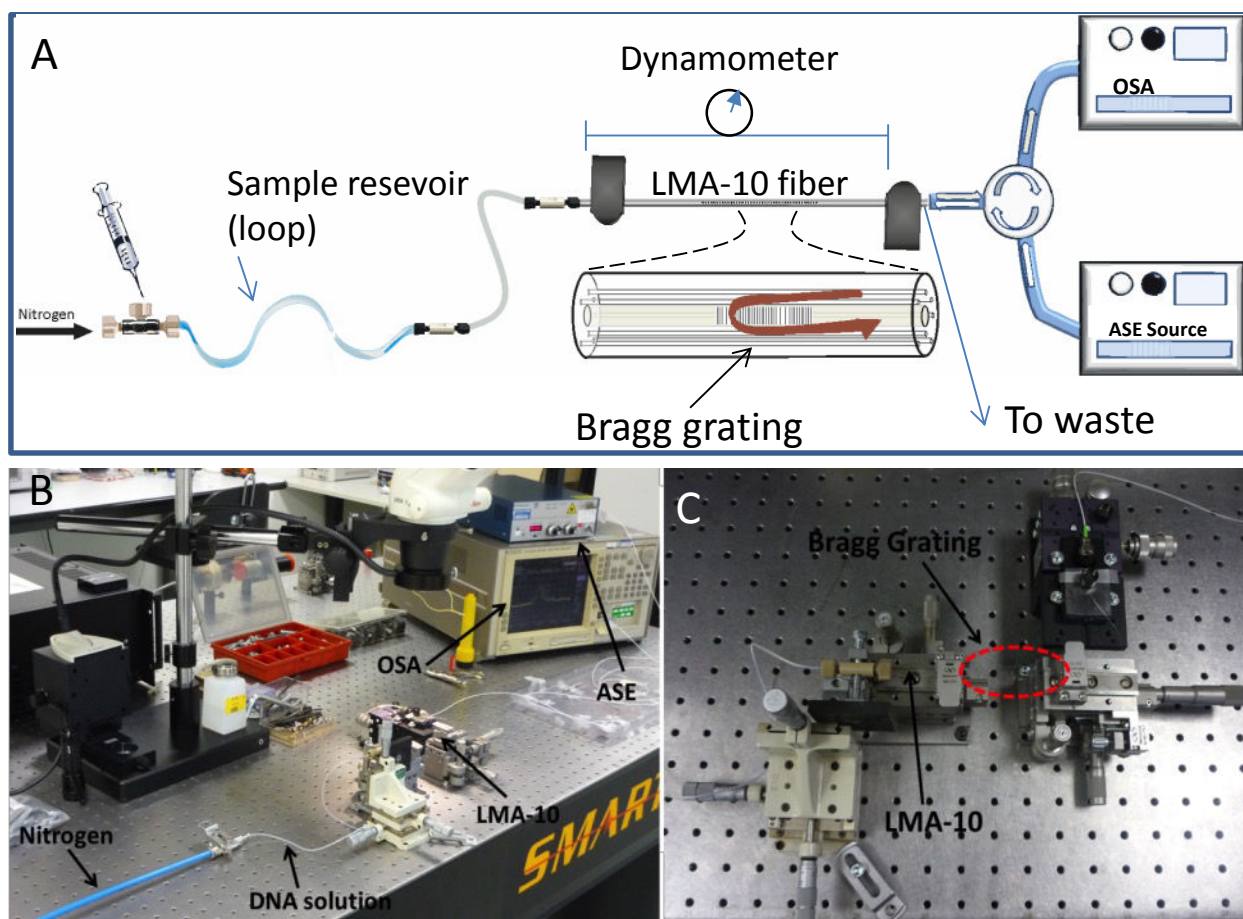 A
Dynamometer
OSA
Sample resevoir
(loop)
LMA-10 fiber
Nitrogen
ASE Source
Bragg grating
To waste
B
OSA
ASE
LMA-10
Nitrogen
DNA solution
SMAR
C
Bragg Grating
LMA-10